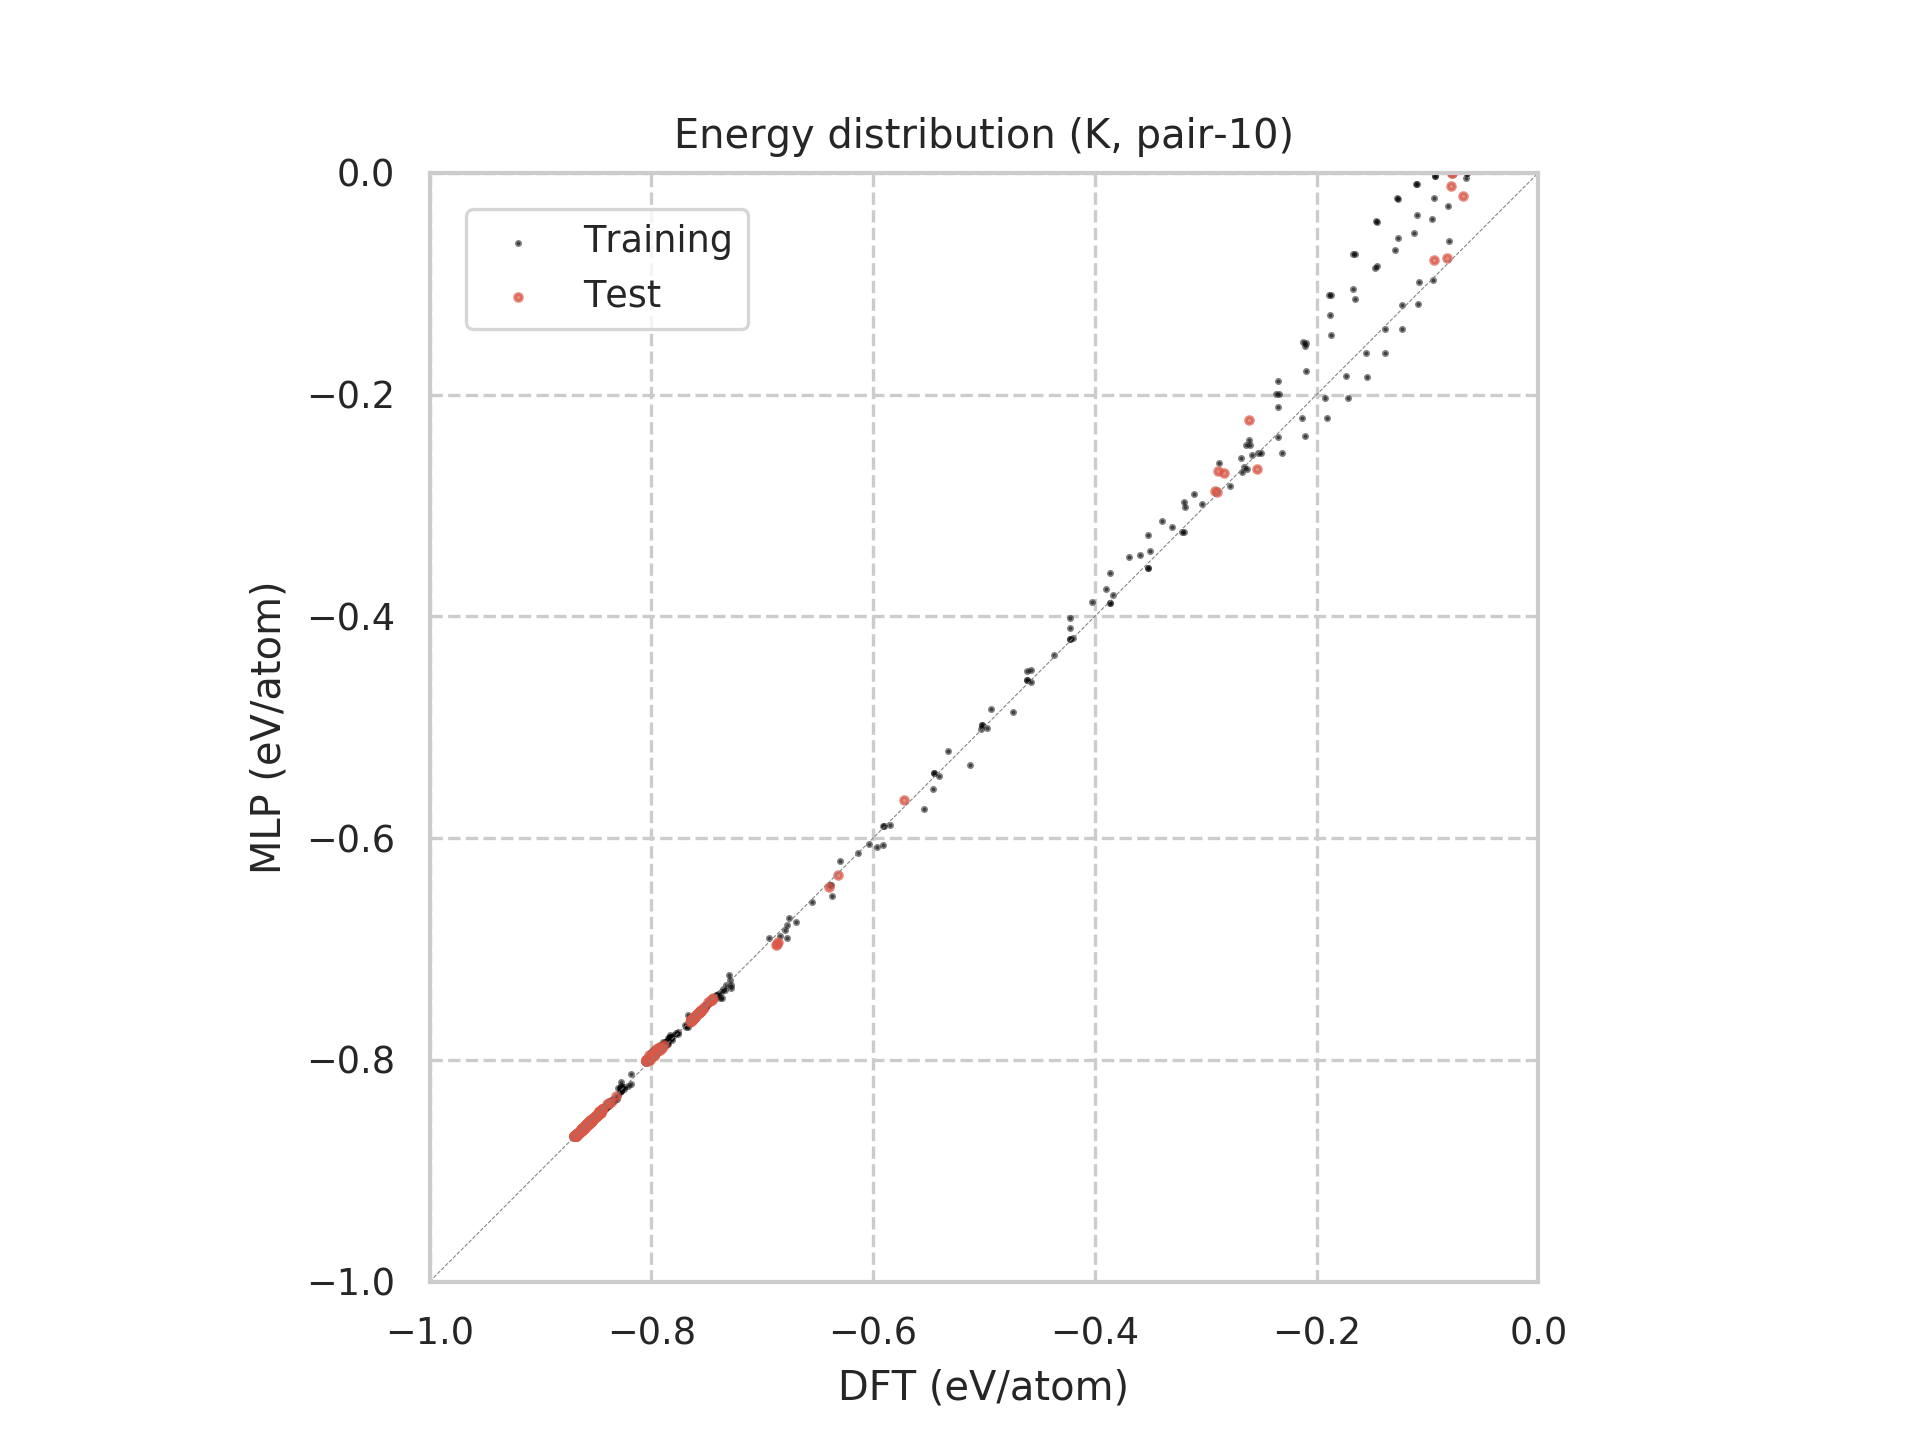 Energy distribution (K, pair-10)
0.0
Training
Test
−0.2
−0.4
MLP (eV/atom)
−0.6
−0.8
−1.0
−1.0 −0.8 −0.6 −0.4 −0.2 0.0
DFT (eV/atom)